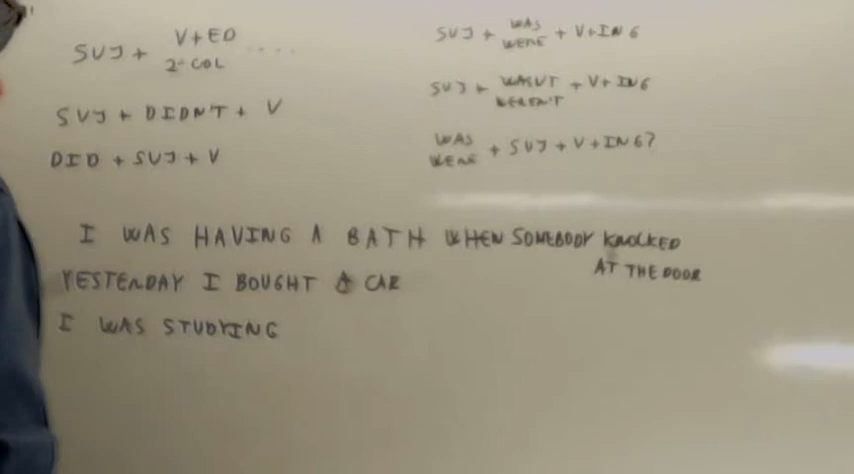 SUJ + V+ED ....
2ª COL
SUJ + DIDN'T + V
DID + SUJ + V
SUJ + WAS + V+ING
WERE
SUJ + WASN'T + V+ING
WEREN'T
WAS + SUJ + V+ING?
WERE
I WAS HAVING A BATH WHEN SOMEBODY KNOCKED
AT THE DOOR
YESTERDAY I BOUGHT A CAR
I WAS STUDYING